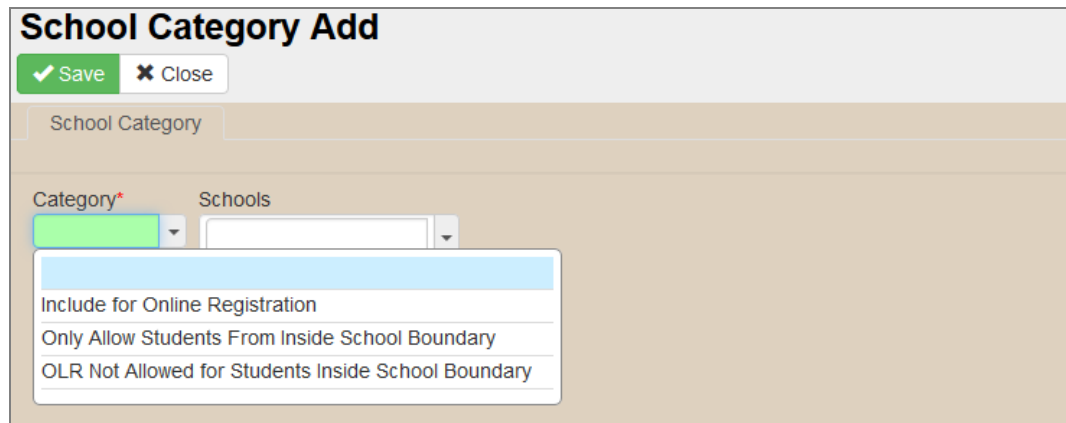 School Category Add
Save Close
School Category
Category* Schools
Include for Online Registration
Only Allow Students From Inside School Boundary
OLR Not Allowed for Students Inside School Boundary